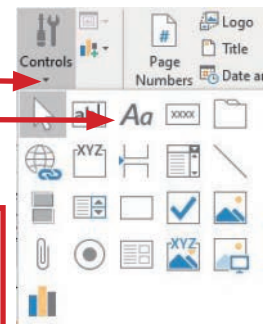 Controls
#
Page
Numbers
Logo
Title
Date a
ab
Aa
XXXX
XYZ
XYZ